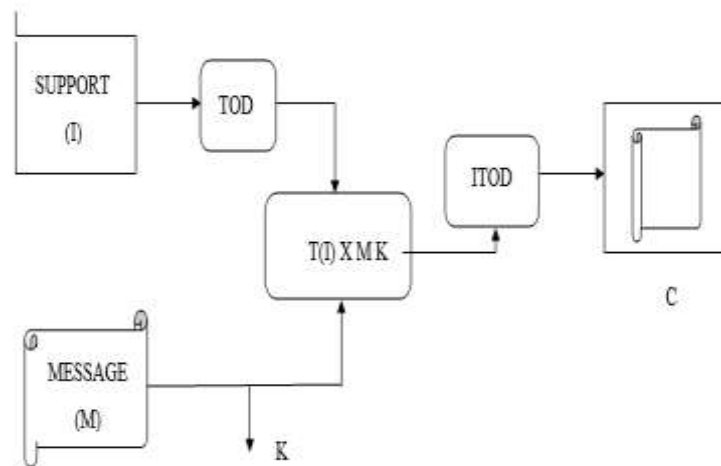 SUPPORT
(I)
TOD
ITOD
T(I) X M K
C
MESSAGE
(M)
K